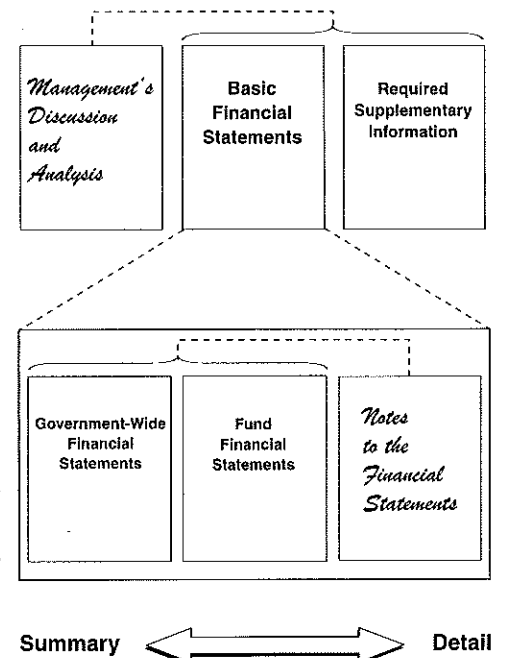 Management's
Discussion
and
Analysis
Basic
Financial
Statements
Required
Supplementary
Information
Government-Wide
Financial
Statements
Fund
Financial
Statements
Notes
to the
Financial
Statements
Summary
Detail